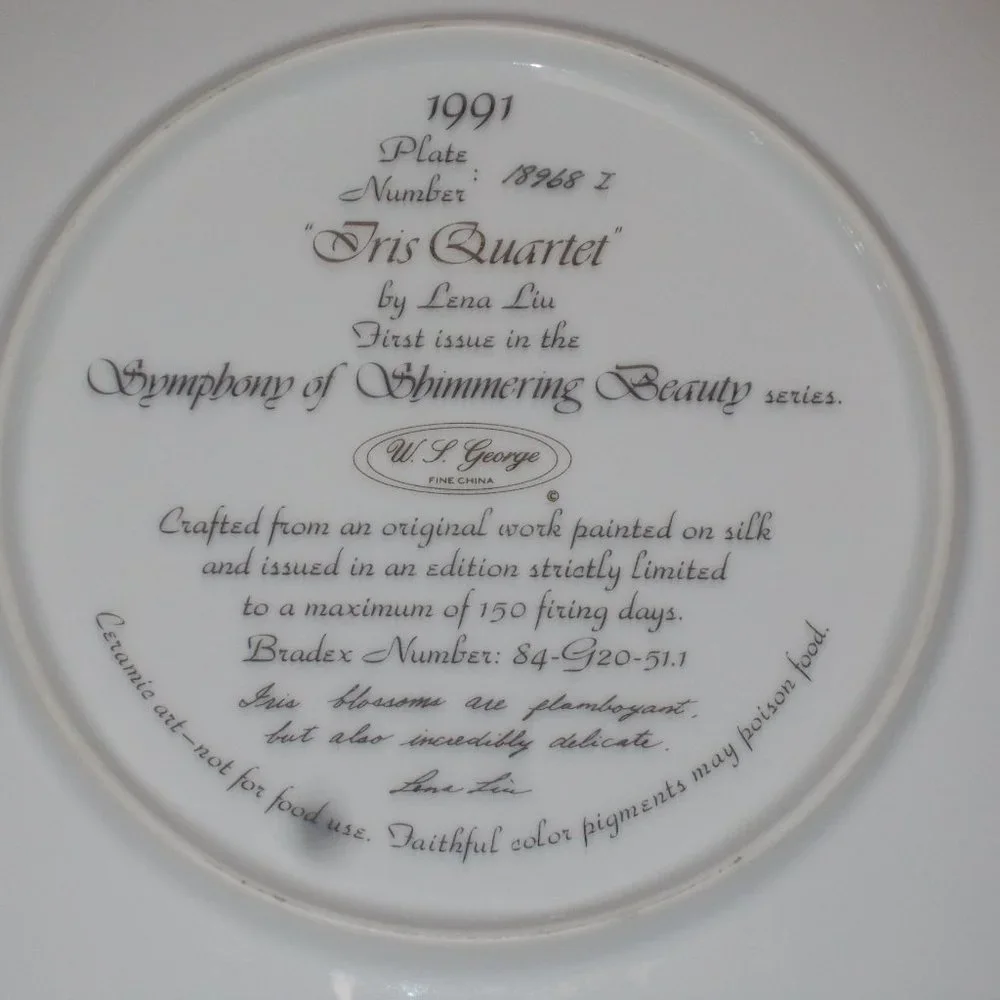 1991
Plate
Number : 18968 I
"Iris Quartet"
by Lena Liu
First issue in the
Symphony of Shimmering Beauty series.
W. S. George
FINE CHINA
©
Crafted from an original work painted on silk
and issued in an edition strictly limited
to a maximum of 150 firing days.
Bradex Number: 84-G20-51.1
Iris blossoms are flamboyant,
but also incredibly delicate.
Lena Liu
Ceramic art—not for food use. Faithful color pigments may poison food.